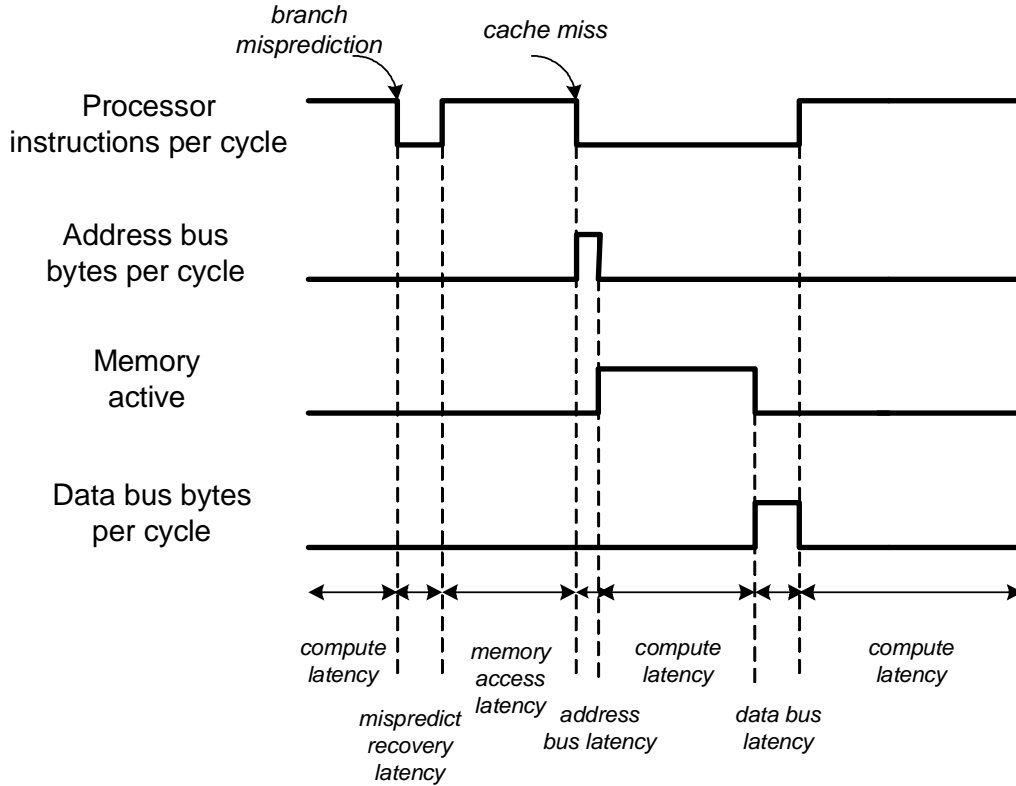 branch
misprediction
cache miss
Processor
instructions per cycle
Address bus
bytes per cycle
Memory
active
Data bus bytes
per cycle
compute
latency
mispredict
recovery
latency
memory
access
latency
address
bus latency
compute
latency
data bus
latency
compute
latency